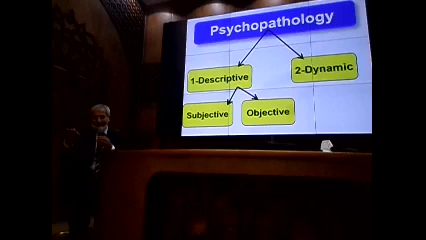 Psychopathology
1-Descriptive
2-Dynamic
Subjective
Objective